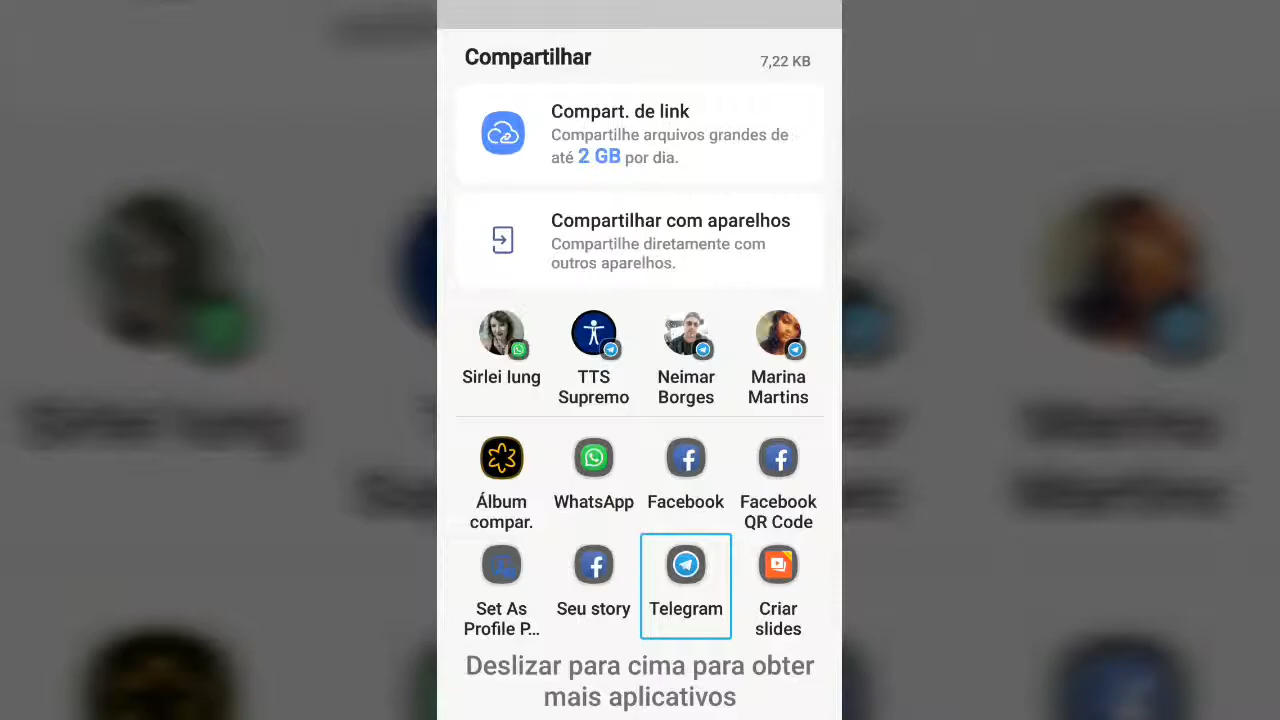 Compartilhar
7,22 KB
Compart. de link
Compartilhe arquivos grandes de
até 2 GB por dia.
Compartilhar com aparelhos
Compartilhe diretamente com
outros aparelhos.
Sirlei Iung
TTS
Supremo
Neimar
Borges
Marina
Martins
Álbum
compar.
WhatsApp
Facebook
Facebook
QR Code
Set As
Profile P...
Seu story
Telegram
Criar
slides
Deslizar para cima para obter
mais aplicativos